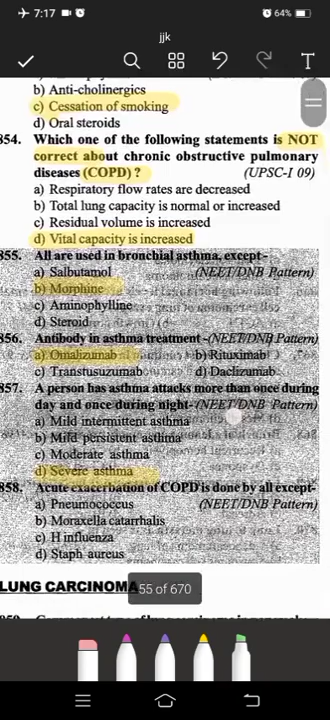 7:17
64%
jjk
T
b) Anti-cholinergics
c) Cessation of smoking
d) Oral steroids
854. Which one of the following statements is NOT
correct about chronic obstructive pulmonary
diseases (COPD) ? (UPSC-I 09)
a) Respiratory flow rates are decreased
b) Total lung capacity is normal or increased
c) Residual volume is increased
d) Vital capacity is increased
855. All are used in bronchial asthma, except-
a) Salbutamol (NEET/DNB Pattern)
b) Morphine
c) Aminophylline
d) Steroid
856. Antibody in asthma treatment -(NEET/DNB Pattern)
a) Omalizumab b) Rituximab
c) Transtusuzumab d) Daclizumab
857. A person has asthma attacks more than once during
day and once during night- (NEET/DNB Pattern)
a) Mild intermittent asthma
b) Mild persistent asthma
c) Moderate asthma
d) Severe asthma
858. Acute exacerbation of COPD is done by all except-
a) Pneumococcus (NEET/DNB Pattern)
b) Moraxella catarrhalis
c) H influenza
d) Staph aureus
LUNG CARCINOMA
55 of 670